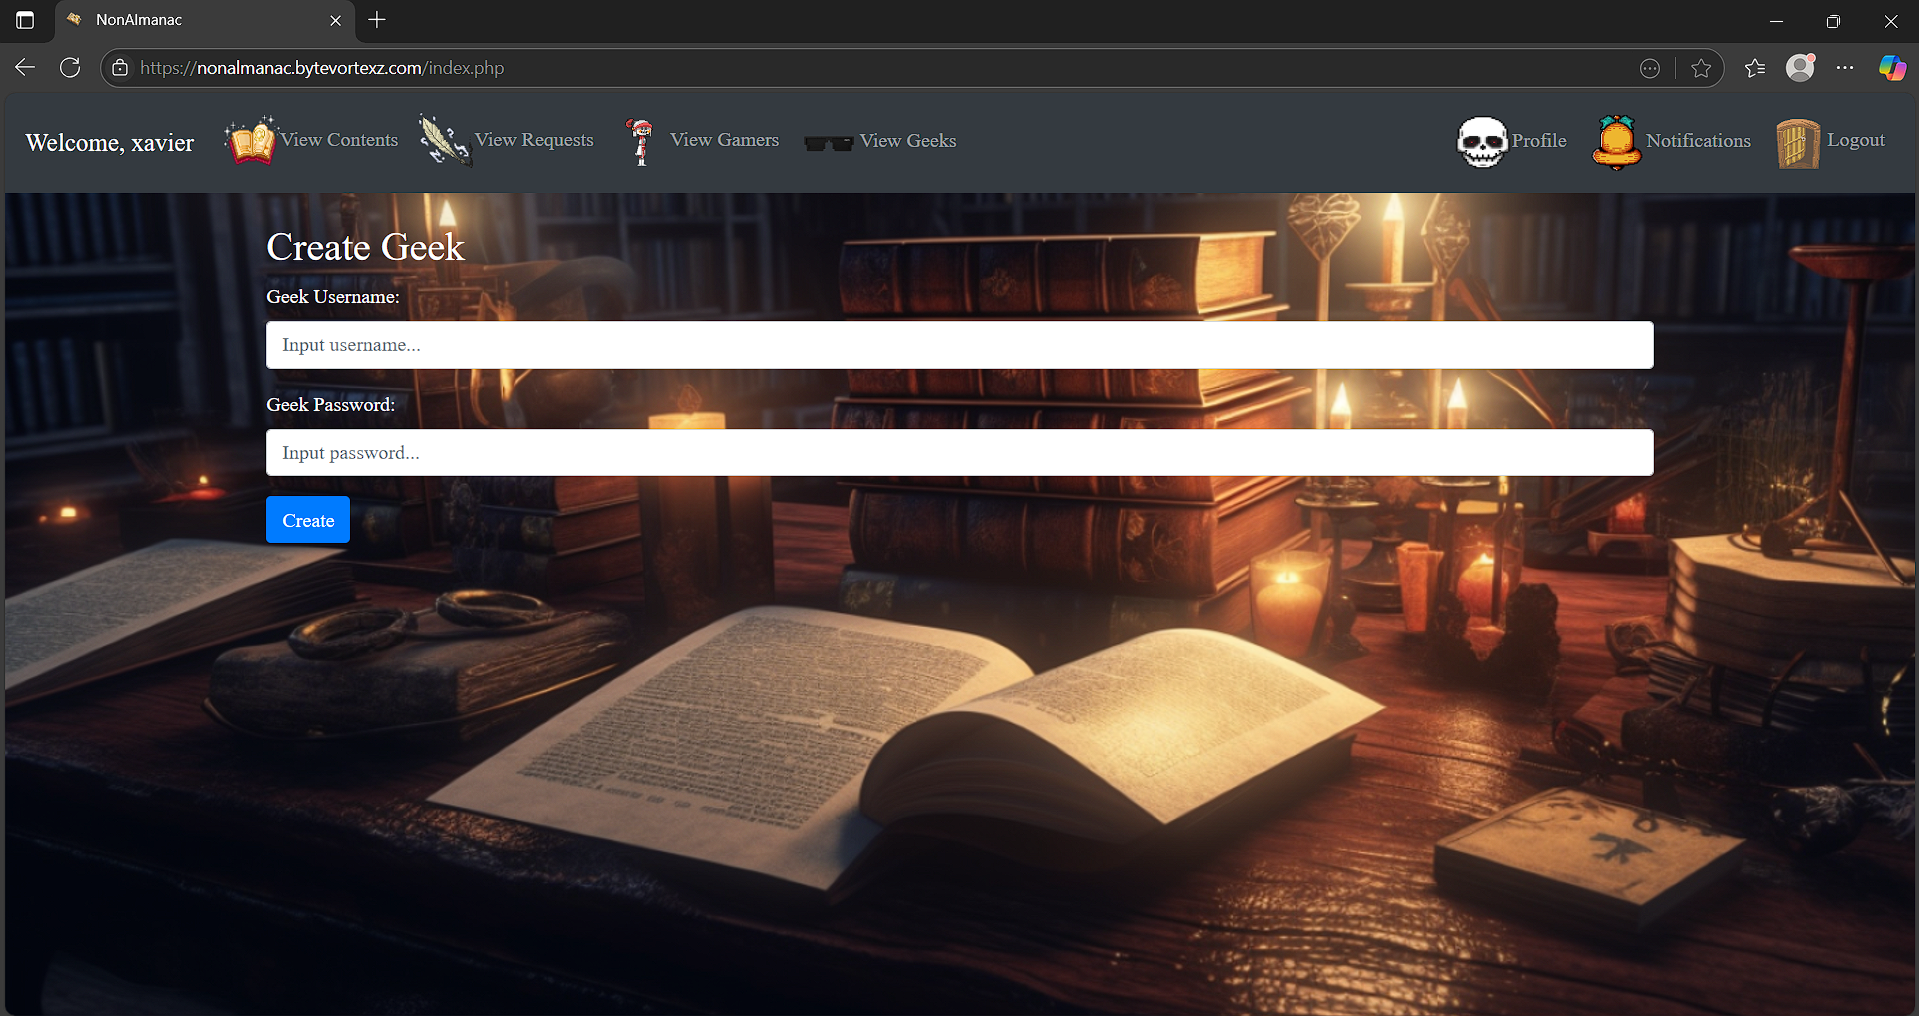 NonAlmanac
https://nonalmanac.bytevortexz.com/index.php
Welcome, xavier View Contents View Requests View Gamers View Geeks Profile Notifications Logout
Create Geek
Geek Username:
Input username...
Geek Password:
Input password...
Create